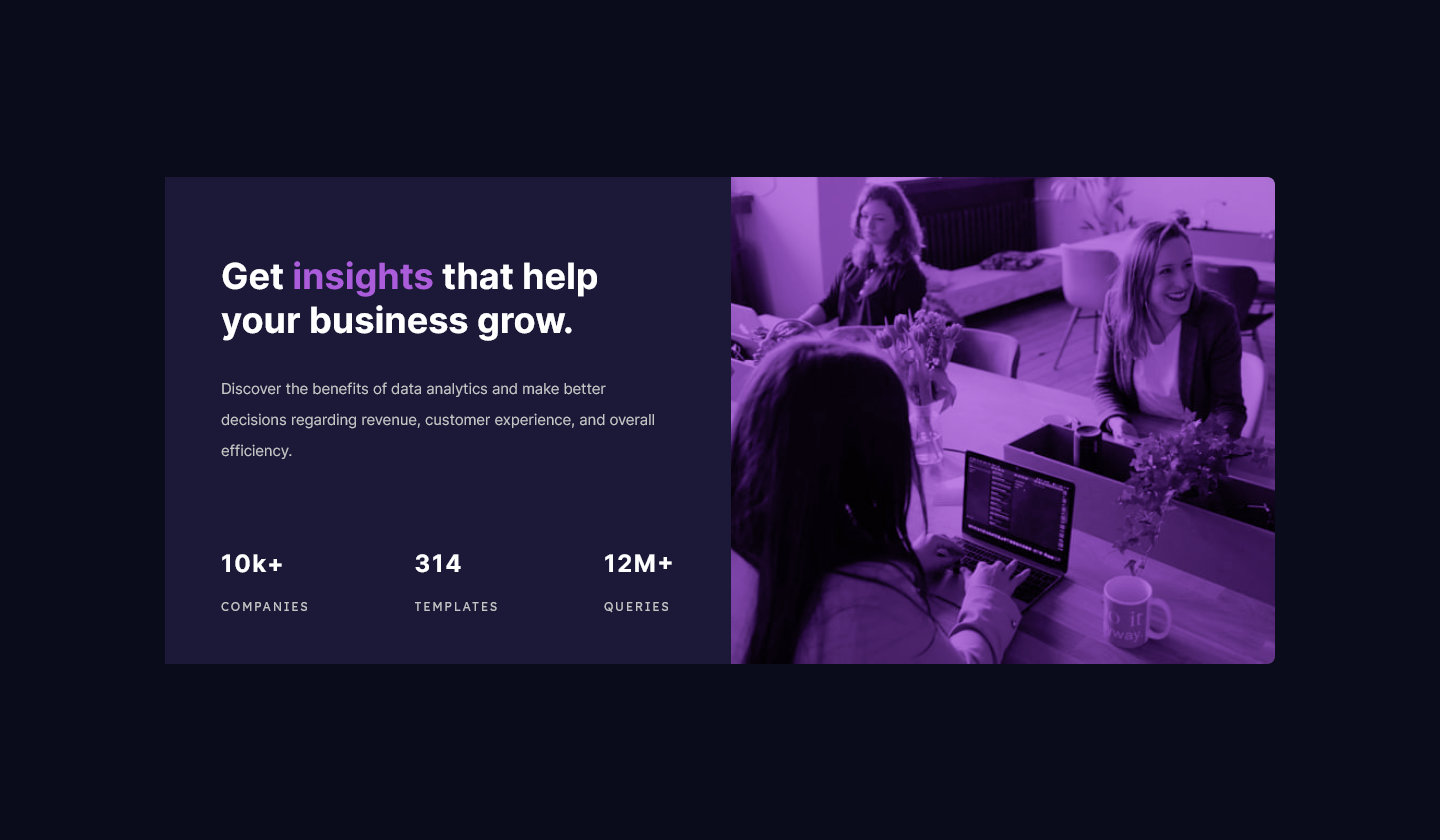 Get insights that help
your business grow.
Discover the benefits of data analytics and make better
decisions regarding revenue, customer experience, and overall
efficiency.
10k+ 314 12M+
COMPANIES TEMPLATES QUERIES